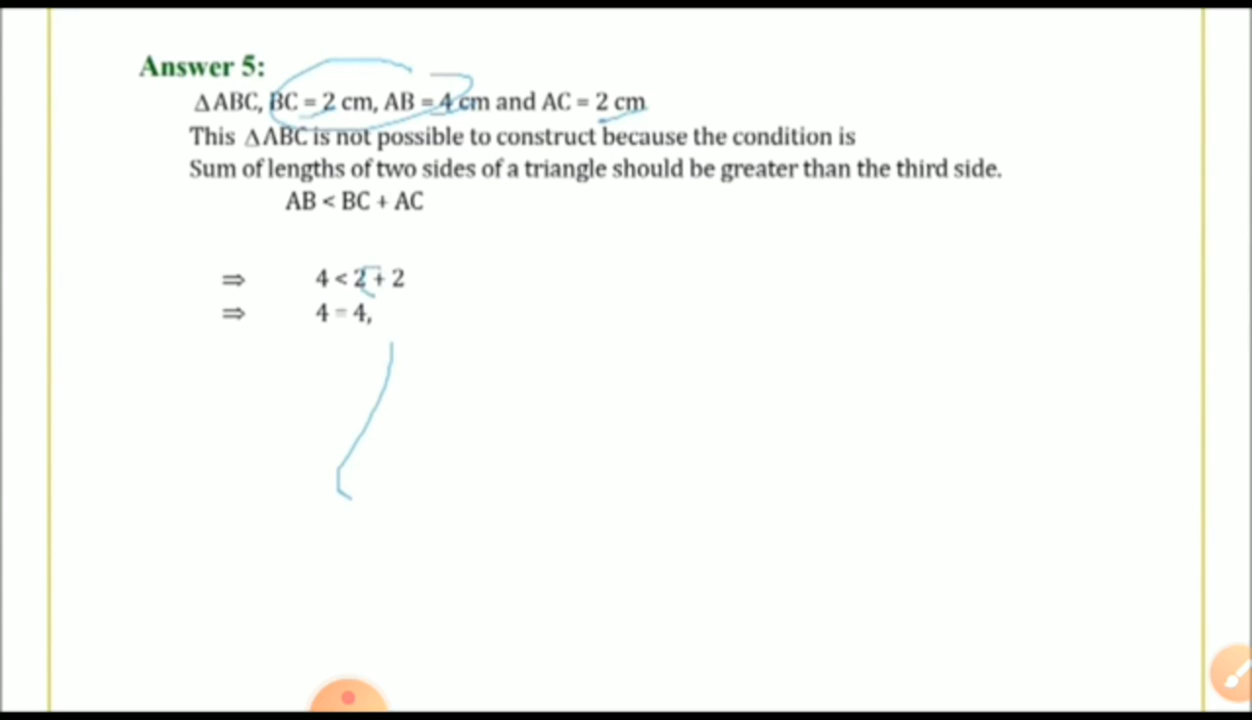 Answer 5:
∆ABC, BC = 2 cm, AB = 4 cm and AC = 2 cm
This ∆ABC is not possible to construct because the condition is
Sum of lengths of two sides of a triangle should be greater than the third side.
AB < BC + AC
⇒ 4 < 2 + 2
⇒ 4 = 4,